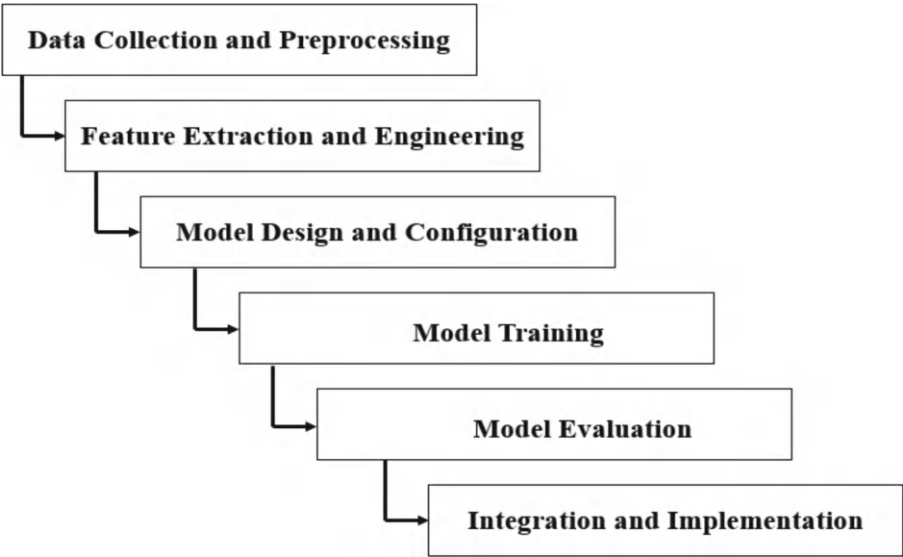 Data Collection and Preprocessing
Feature Extraction and Engineering
Model Design and Configuration
Model Training
Model Evaluation
Integration and Implementation